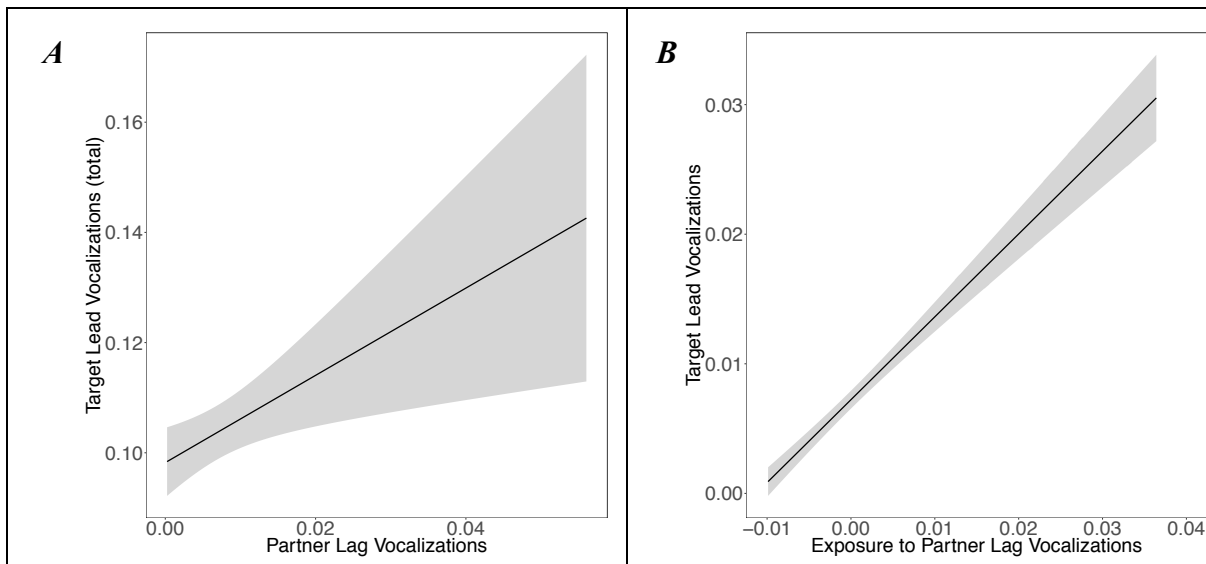 A
Target Lead Vocalizations (total)
0.16
0.14
0.12
0.10
0.00 0.02 0.04
Partner Lag Vocalizations
B
Target Lead Vocalizations
0.03
0.02
0.01
0.00
−0.01 0.00 0.01 0.02 0.03 0.04
Exposure to Partner Lag Vocalizations